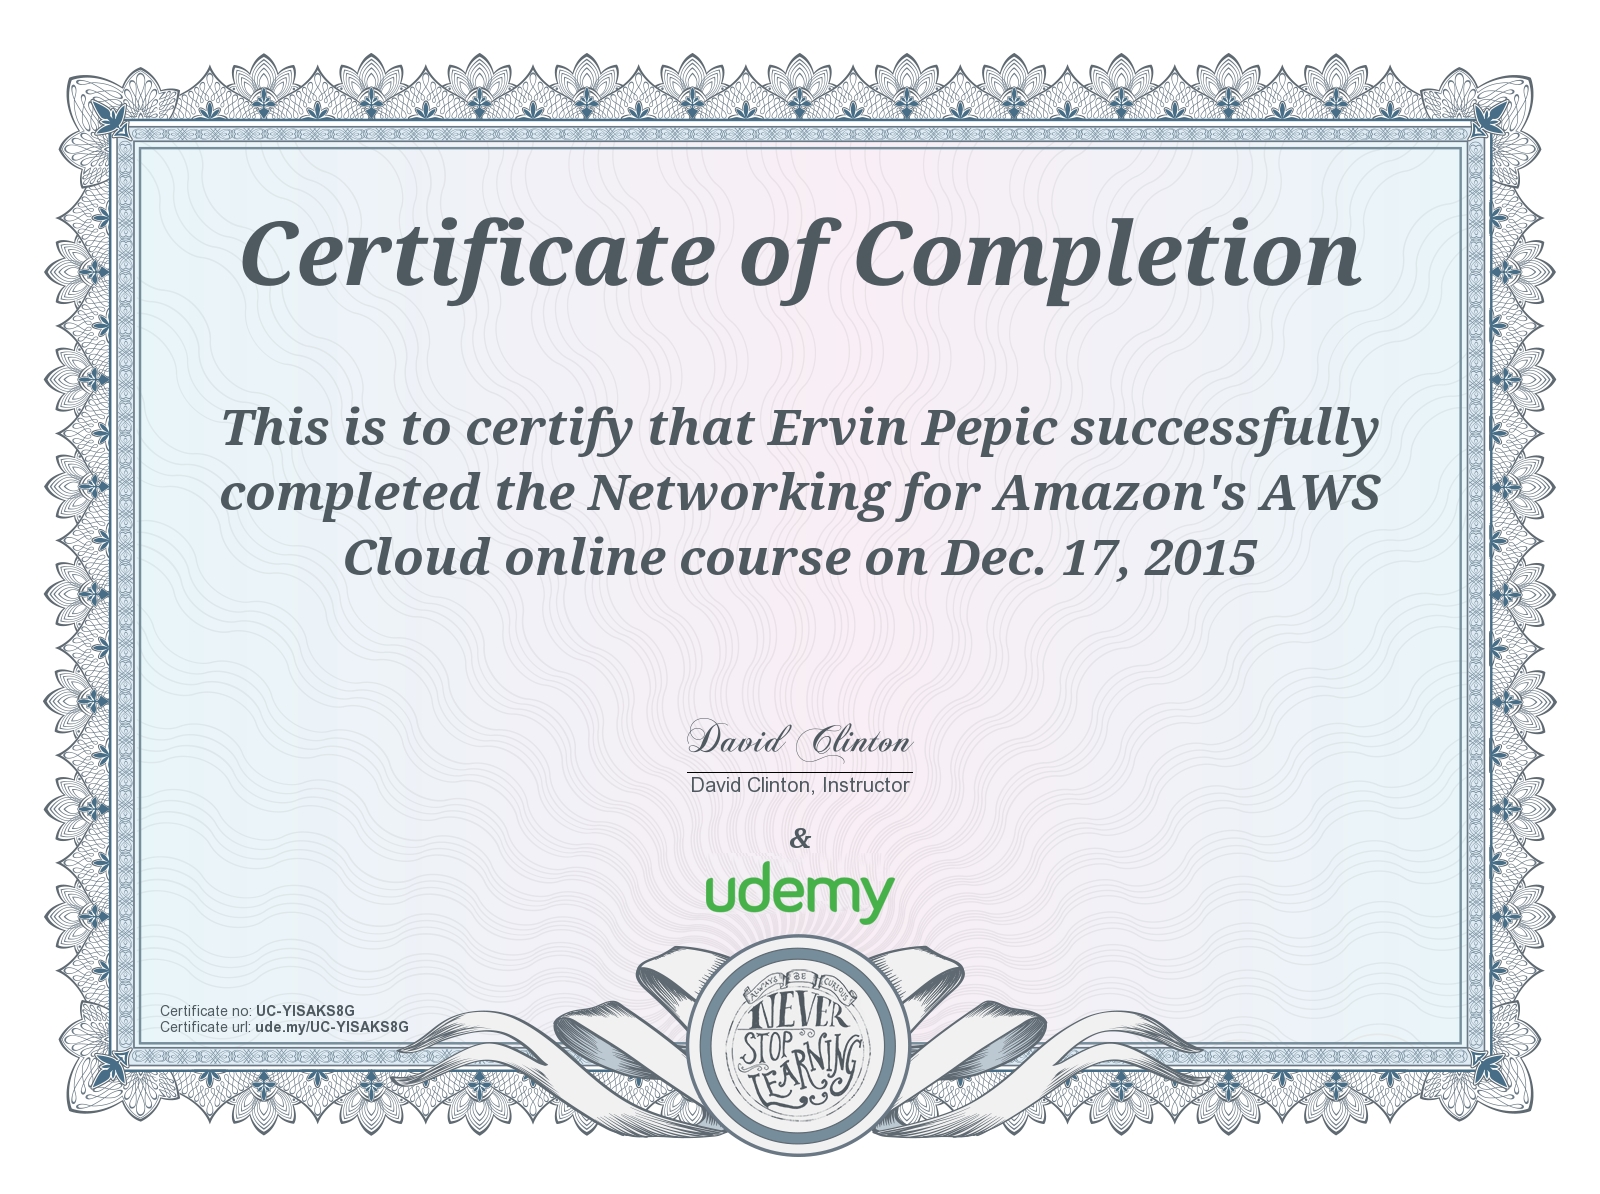 Certificate of Completion
This is to certify that Ervin Pepic successfully
completed the Networking for Amazon's AWS
Cloud online course on Dec. 17, 2015
David Clinton
David Clinton, Instructor
&
udemy
Certificate no: UC-YISAKS8G
Certificate url: ude.my/UC-YISAKS8G
ALWAYS BE CURIOUS
NEVER
STOP
LEARNING